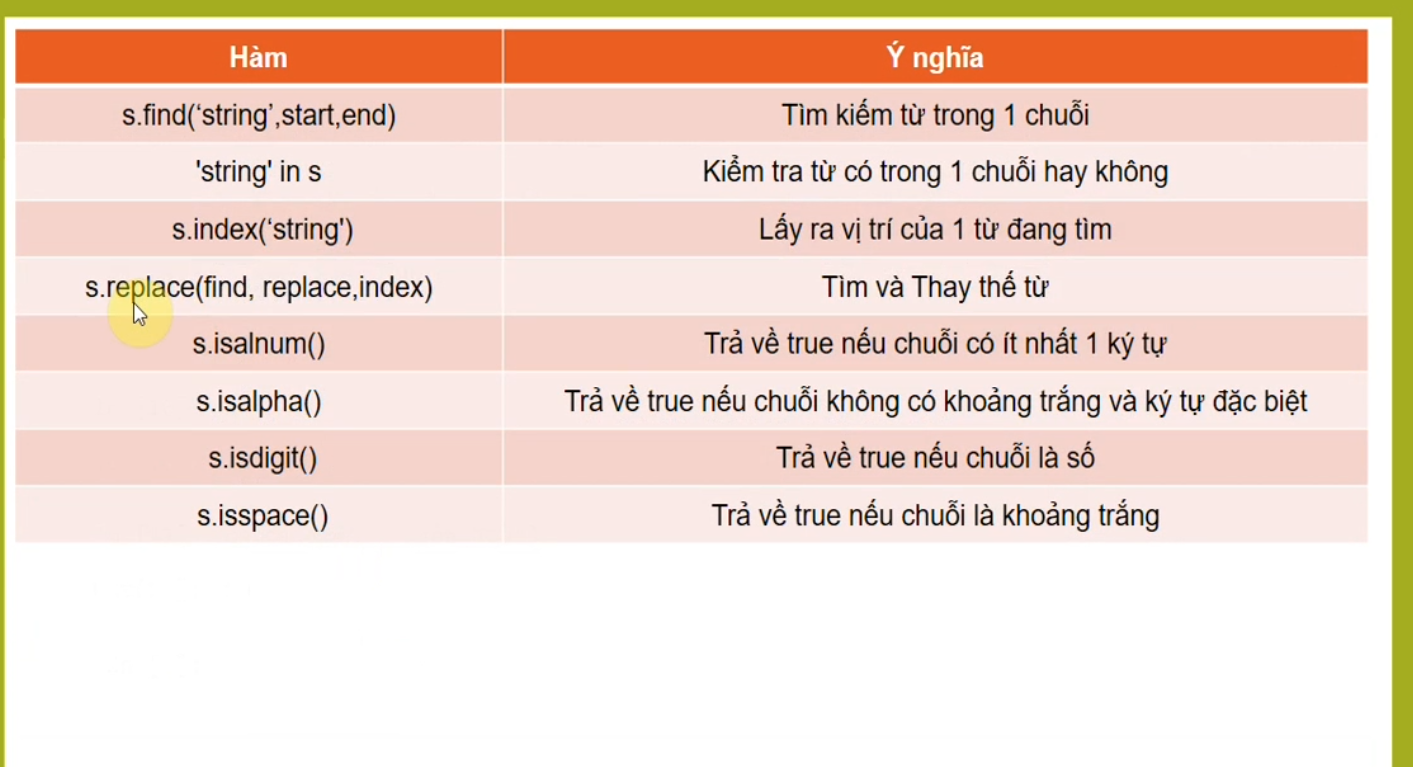 Hàm Ý nghĩa
s.find(‘string’,start,end) Tìm kiếm từ trong 1 chuỗi
'string' in s Kiểm tra từ có trong 1 chuỗi hay không
s.index(‘string') Lấy ra vị trí của 1 từ đang tìm
s.replace(find, replace,index) Tìm và Thay thế từ
s.isalnum() Trả về true nếu chuỗi có ít nhất 1 ký tự
s.isalpha() Trả về true nếu chuỗi không có khoảng trắng và ký tự đặc biệt
s.isdigit() Trả về true nếu chuỗi là số
s.isspace() Trả về true nếu chuỗi là khoảng trắng